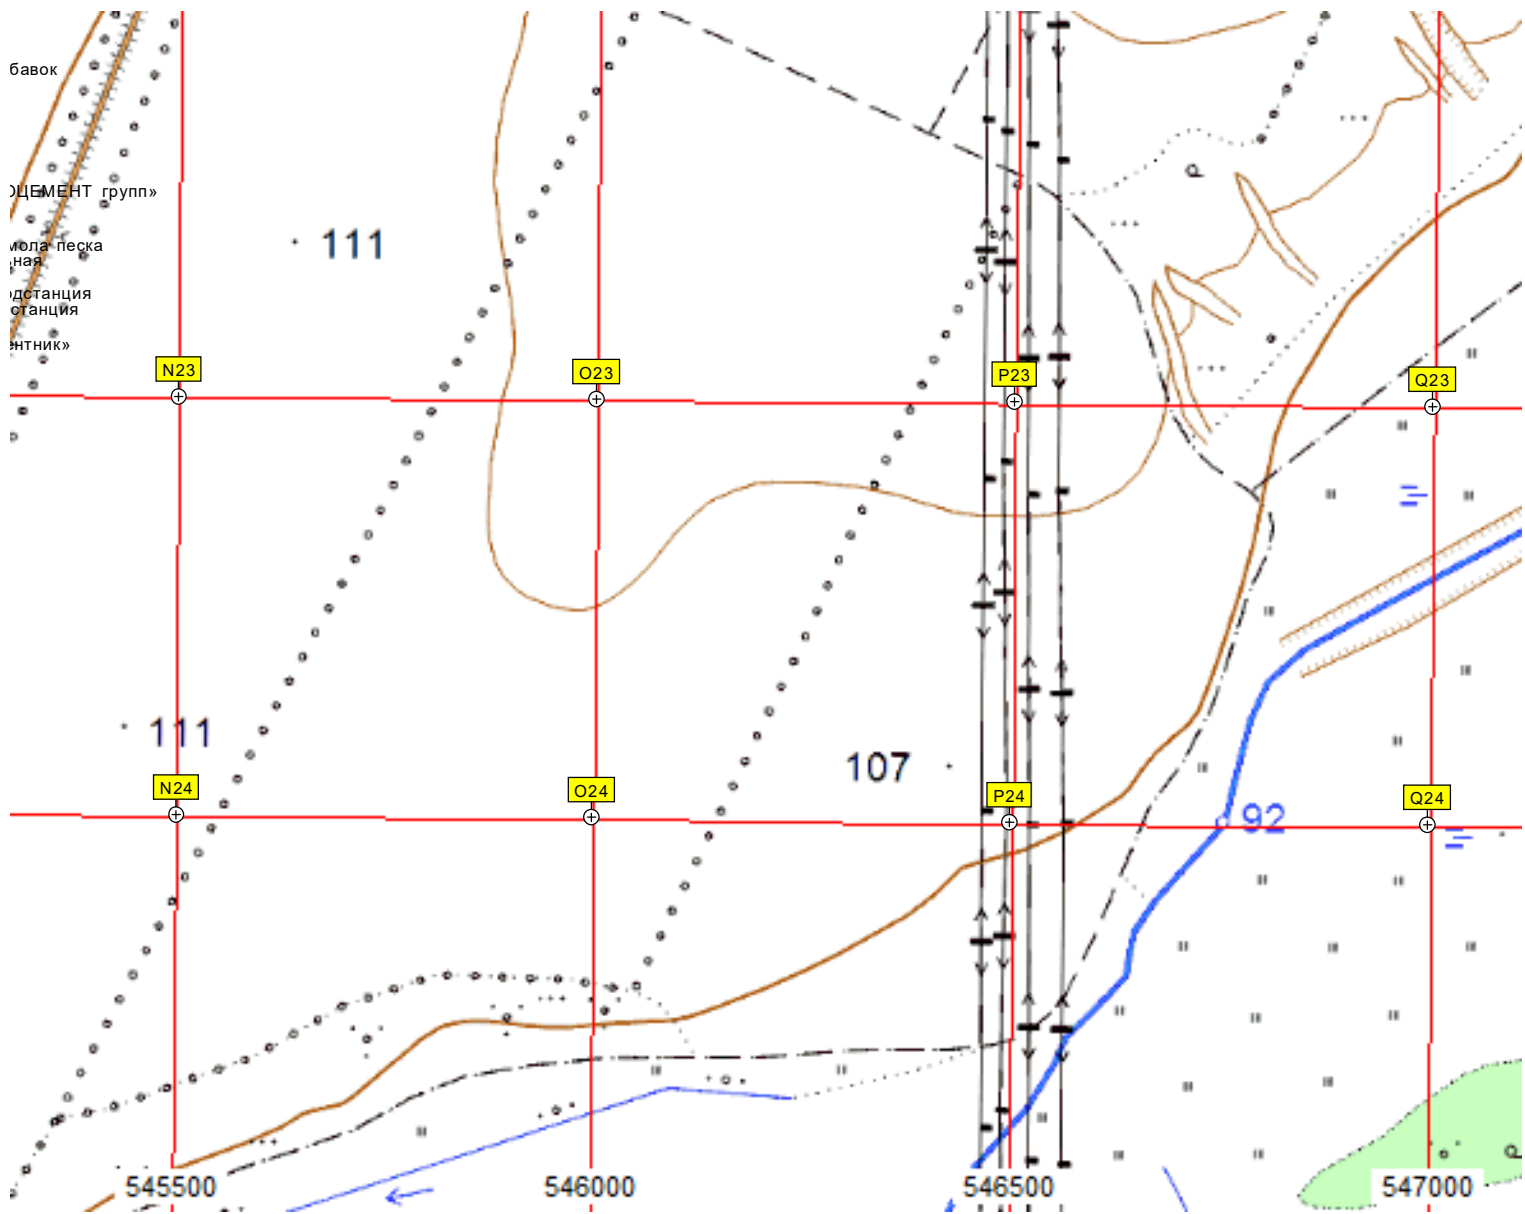 бавок
ЦЕМЕНТ групп»
мола песка
ная
одстанция
станция
ентник»
111
N23
O23
P23
Q23
111
107
N24
O24
P24
Q24
92
545500
546000
546500
547000